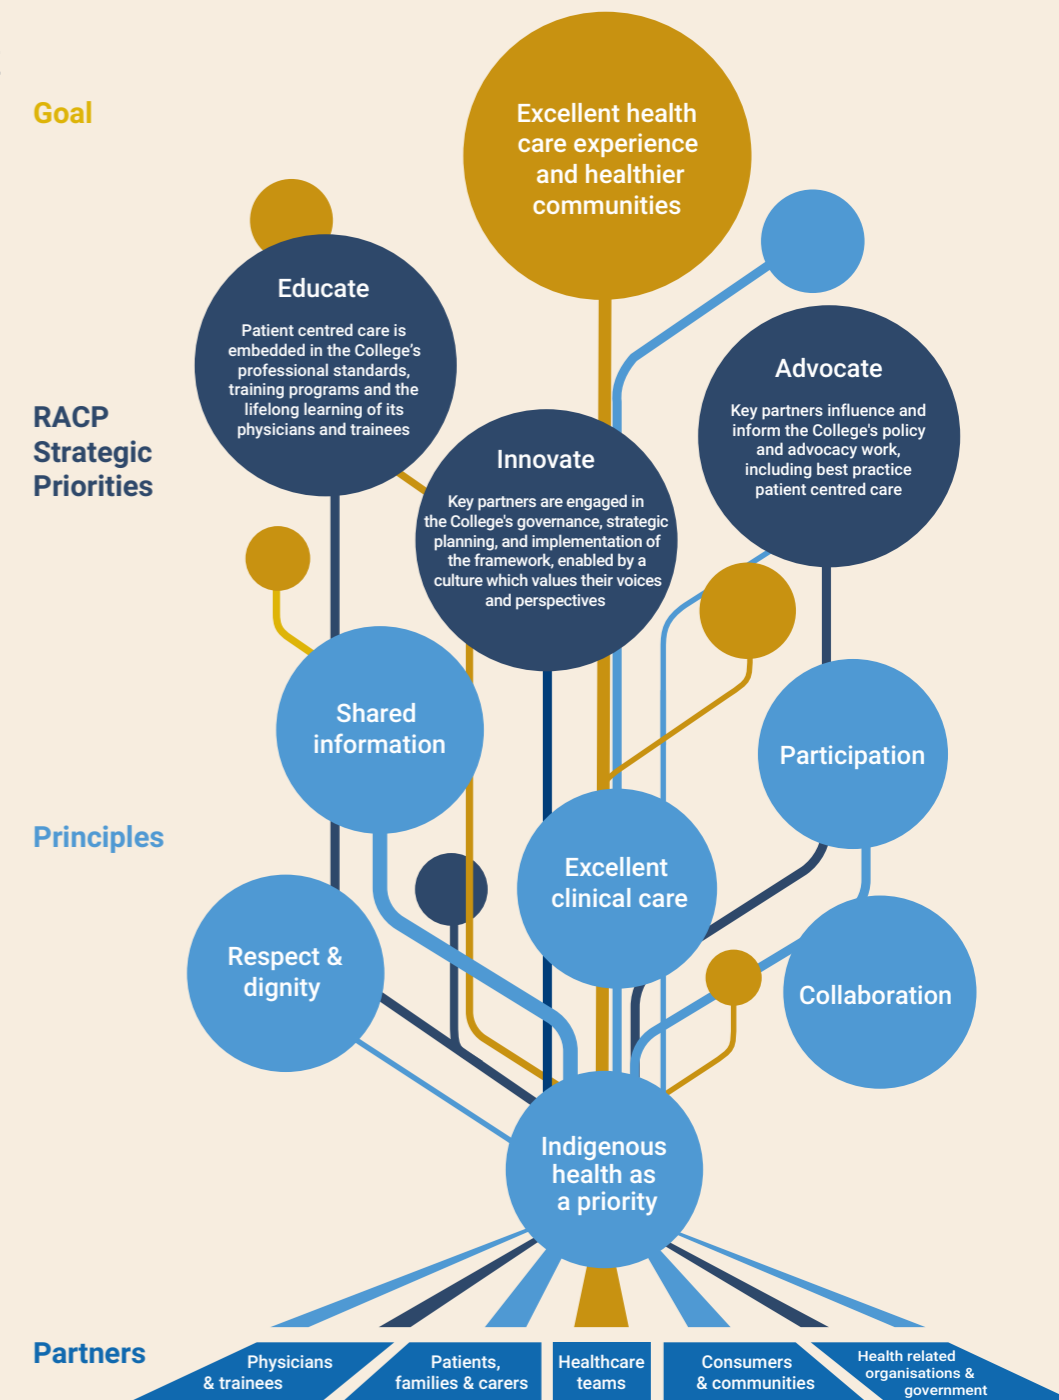 Goal
Excellent health
care experience
and healthier
communities
Educate
Patient centred care is
embedded in the College's
professional standards,
training programs and the
lifelong learning of its
physicians and trainees
Advocate
Key partners influence and
inform the College's policy
and advocacy work,
including best practice
patient centred care
RACP
Strategic
Priorities
Innovate
Key partners are engaged in
the College's governance, strategic
planning, and implementation of
the framework, enabled by a
culture which values their voices
and perspectives
Shared
information
Participation
Principles
Excellent
clinical care
Respect &
dignity
Collaboration
Indigenous
health as
a priority
Partners
Physicians
& trainees
Patients,
families & carers
Healthcare
teams
Consumers
& communities
Health related
organisations &
government